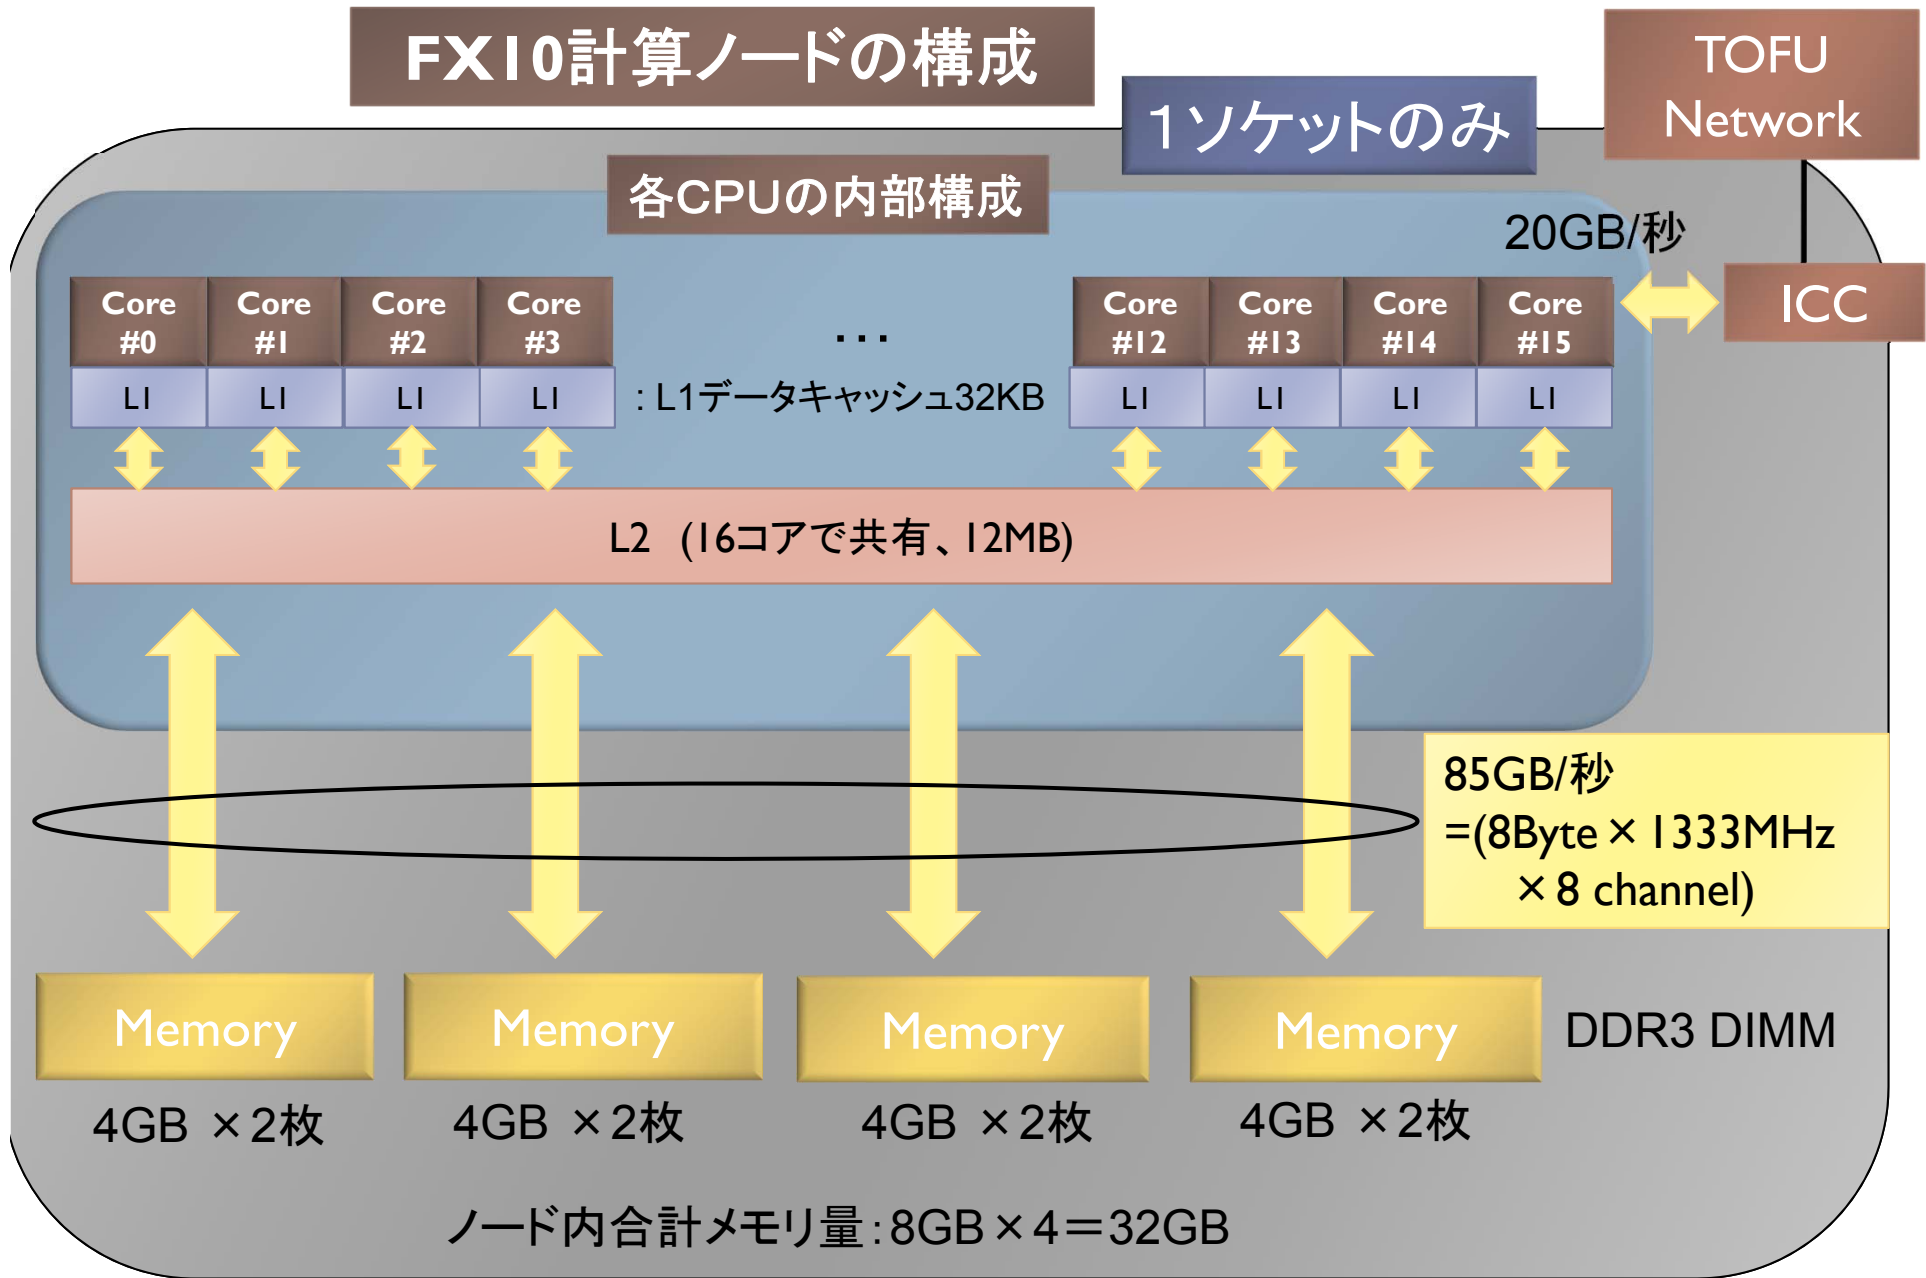 FX10計算ノードの構成
TOFU
Network
1ソケットのみ
各CPUの内部構成
20GB/秒
ICC
Core
#0
Core
#1
Core
#2
Core
#3
...
Core
#12
Core
#13
Core
#14
Core
#15
L1
L1
L1
L1
: L1データキャッシュ32KB
L1
L1
L1
L1
L2 (16コアで共有、12MB)
85GB/秒
=(8Byte×1333MHz
×8 channel)
Memory
Memory
Memory
Memory
DDR3 DIMM
4GB ×2枚
4GB ×2枚
4GB ×2枚
4GB ×2枚
ノード内合計メモリ量:8GB×4=32GB